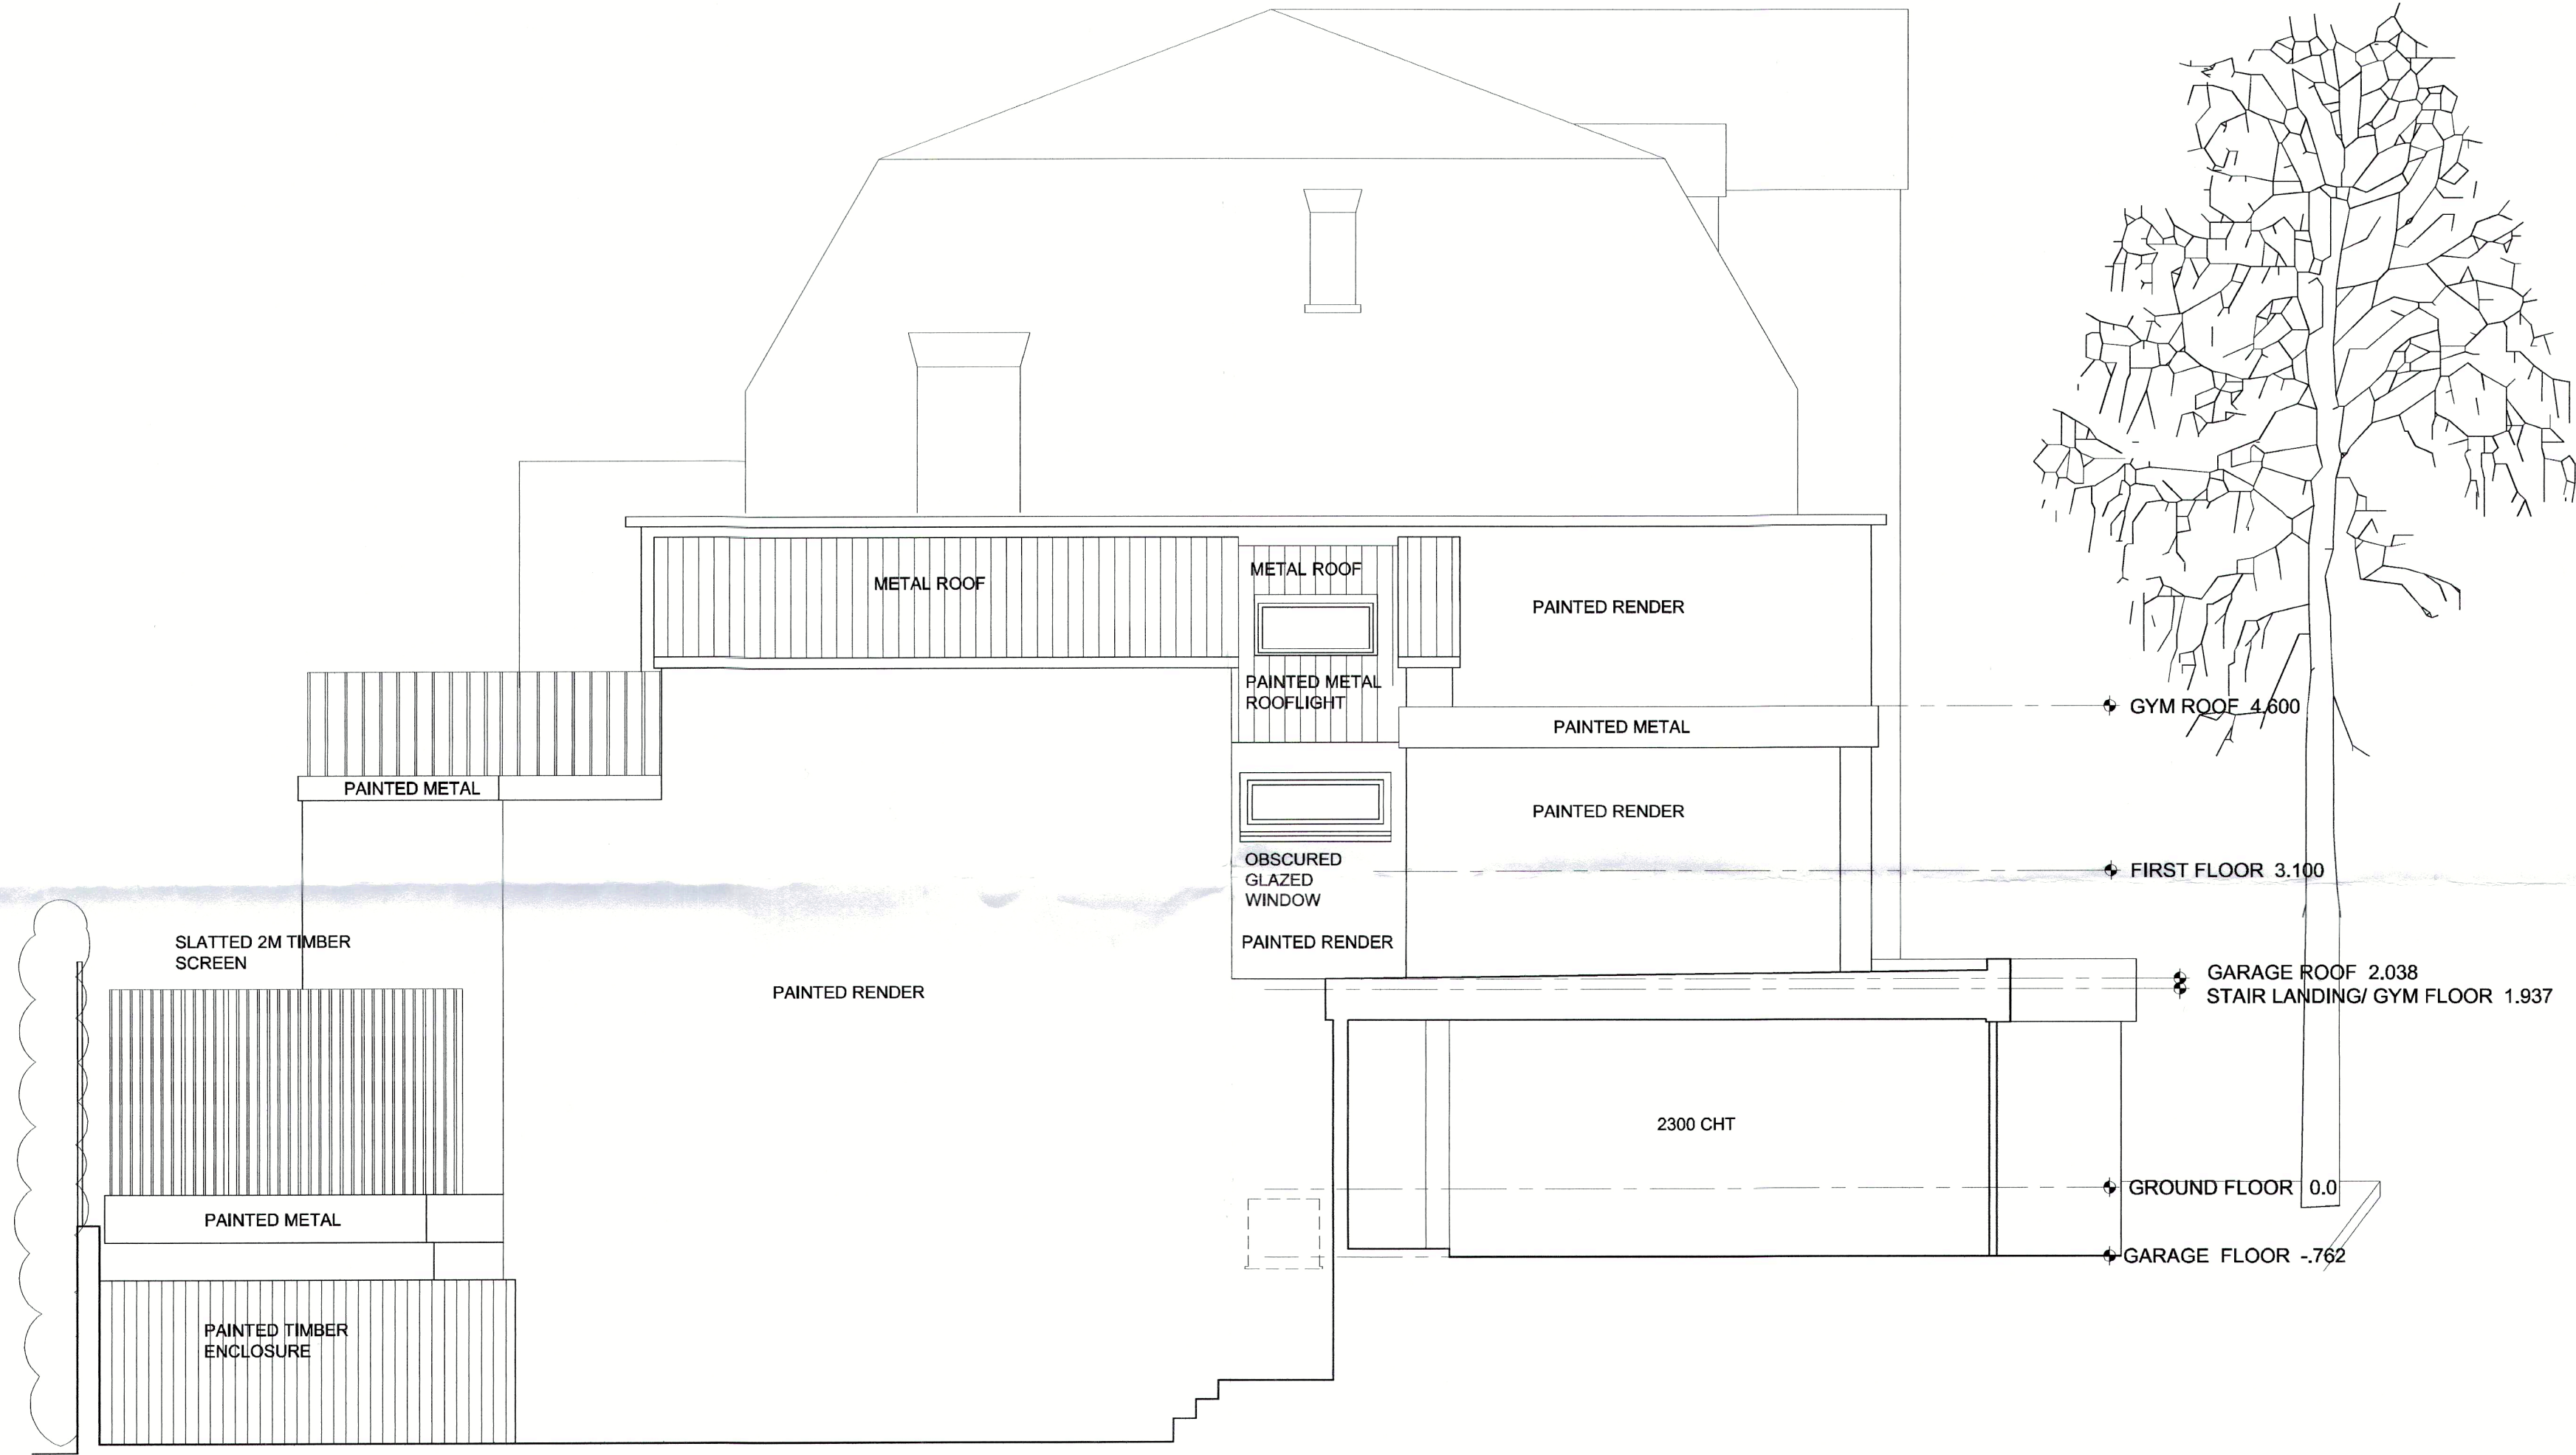 METAL ROOF
METAL ROOF
PAINTED RENDER
PAINTED METAL
ROOFLIGHT
GYM ROOF 4.600
PAINTED METAL
PAINTED METAL
PAINTED RENDER
OBSCURED
GLAZED
WINDOW
FIRST FLOOR 3.100
SLATTED 2M TIMBER
SCREEN
PAINTED RENDER
PAINTED RENDER
GARAGE ROOF 2.038
STAIR LANDING/ GYM FLOOR 1.937
2300 CHT
GROUND FLOOR 0.0
PAINTED METAL
GARAGE FLOOR -.762
PAINTED TIMBER
ENCLOSURE